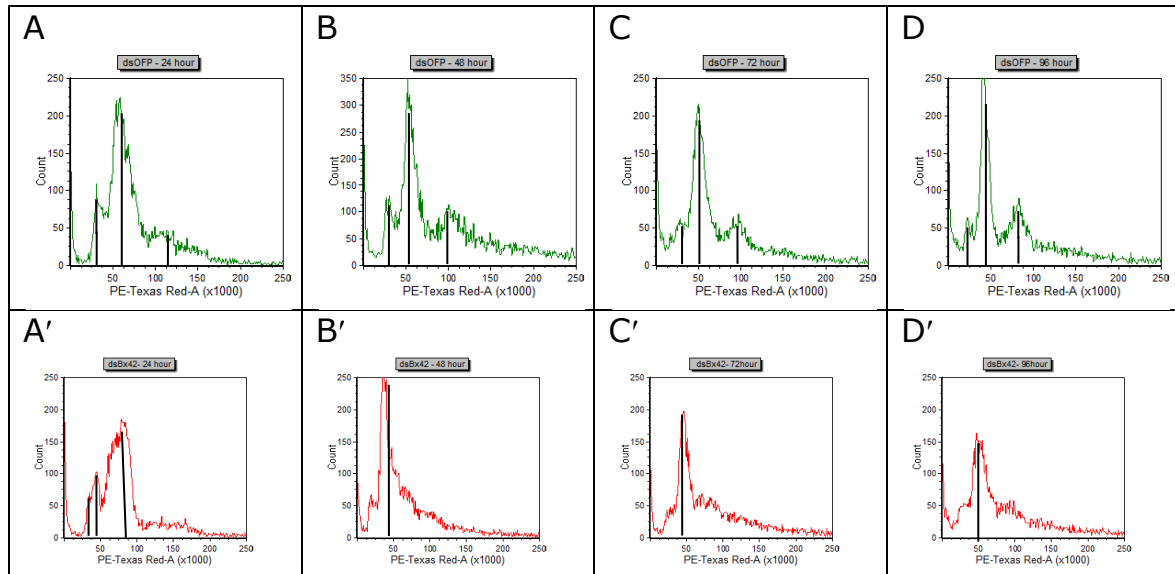 A
B
C
D
dsOFP - 24 hour
dsOFP - 48 hour
dsOFP - 72 hour
dsOFP - 96 hour
250
200
150
100
50
0
Count
50 100 150 200 250
PE-Texas Red-A (x1000)
350
300
250
200
150
100
50
0
Count
50 100 150 200 250
PE-Texas Red-A (x1000)
250
200
150
100
50
0
Count
50 100 150 200 250
PE-Texas Red-A (x1000)
250
200
150
100
50
0
Count
50 100 150 200 250
PE-Texas Red-A (x1000)
A′
B′
C′
D′
dsBx42- 24 hour
dsBx42 - 48 hour
dsBx42-72hour
dsBx42- 96hour
250
200
150
100
50
0
Count
50 100 150 200 250
PE-Texas Red-A (x1000)
250
200
150
100
50
0
Count
50 100 150 200 250
PE-Texas Red-A (x1000)
250
200
150
100
50
0
Count
50 100 150 200 250
PE-Texas Red-A (x1000)
250
200
150
100
50
0
Count
50 100 150 200 250
PE-Texas Red-A (x1000)